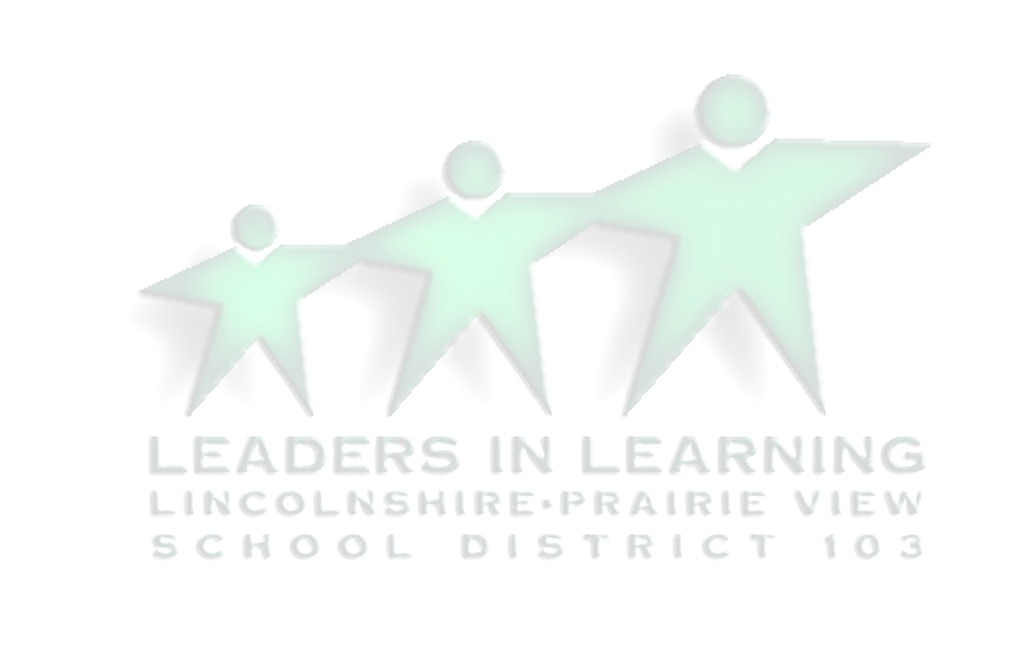 LEADERS IN LEARNING
LINCOLNSHIRE•PRAIRIE VIEW
SCHOOL DISTRICT 103